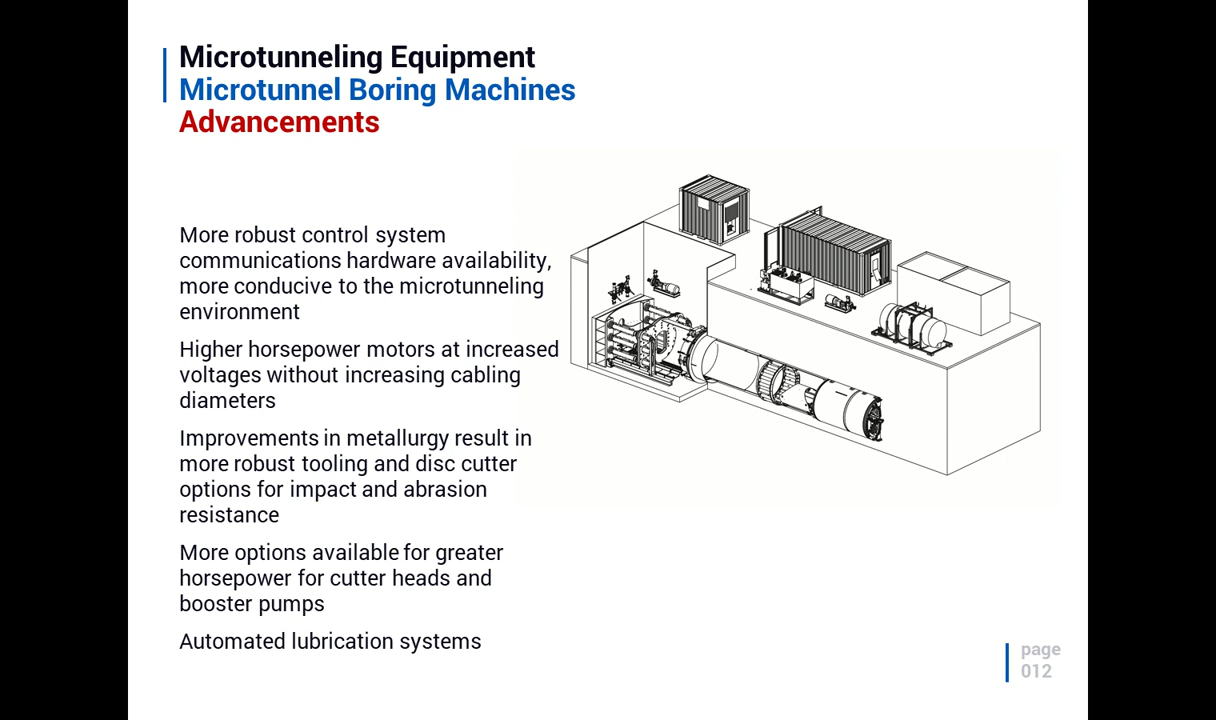 Microtunneling Equipment
Microtunnel Boring Machines
Advancements
More robust control system
communications hardware availability,
more conducive to the microtunneling
environment
Higher horsepower motors at increased
voltages without increasing cabling
diameters
Improvements in metallurgy result in
more robust tooling and disc cutter
options for impact and abrasion
resistance
More options available for greater
horsepower for cutter heads and
booster pumps
Automated lubrication systems
page
012